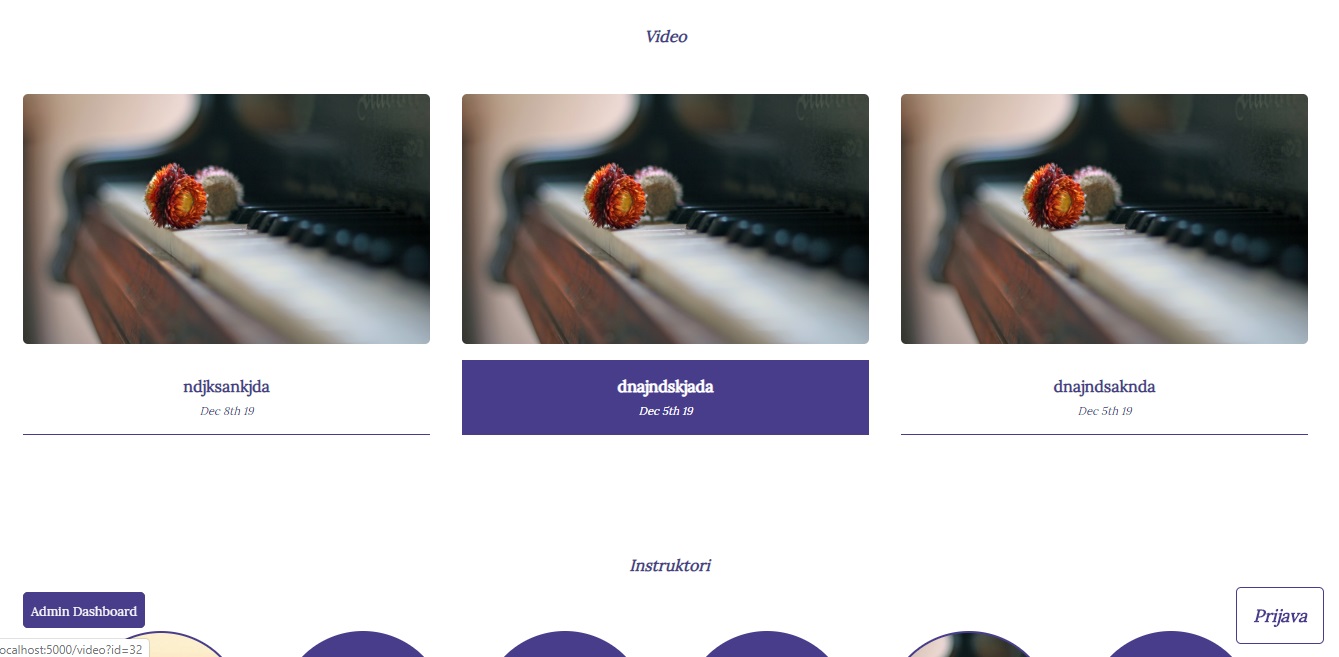 Video
ndjksankjda
Dec 8th 19
dnajndskjada
Dec 5th 19
dnajndsaknda
Dec 5th 19
Instruktori
Admin Dashboard
Prijava
ocalhost:5000/video?id=32